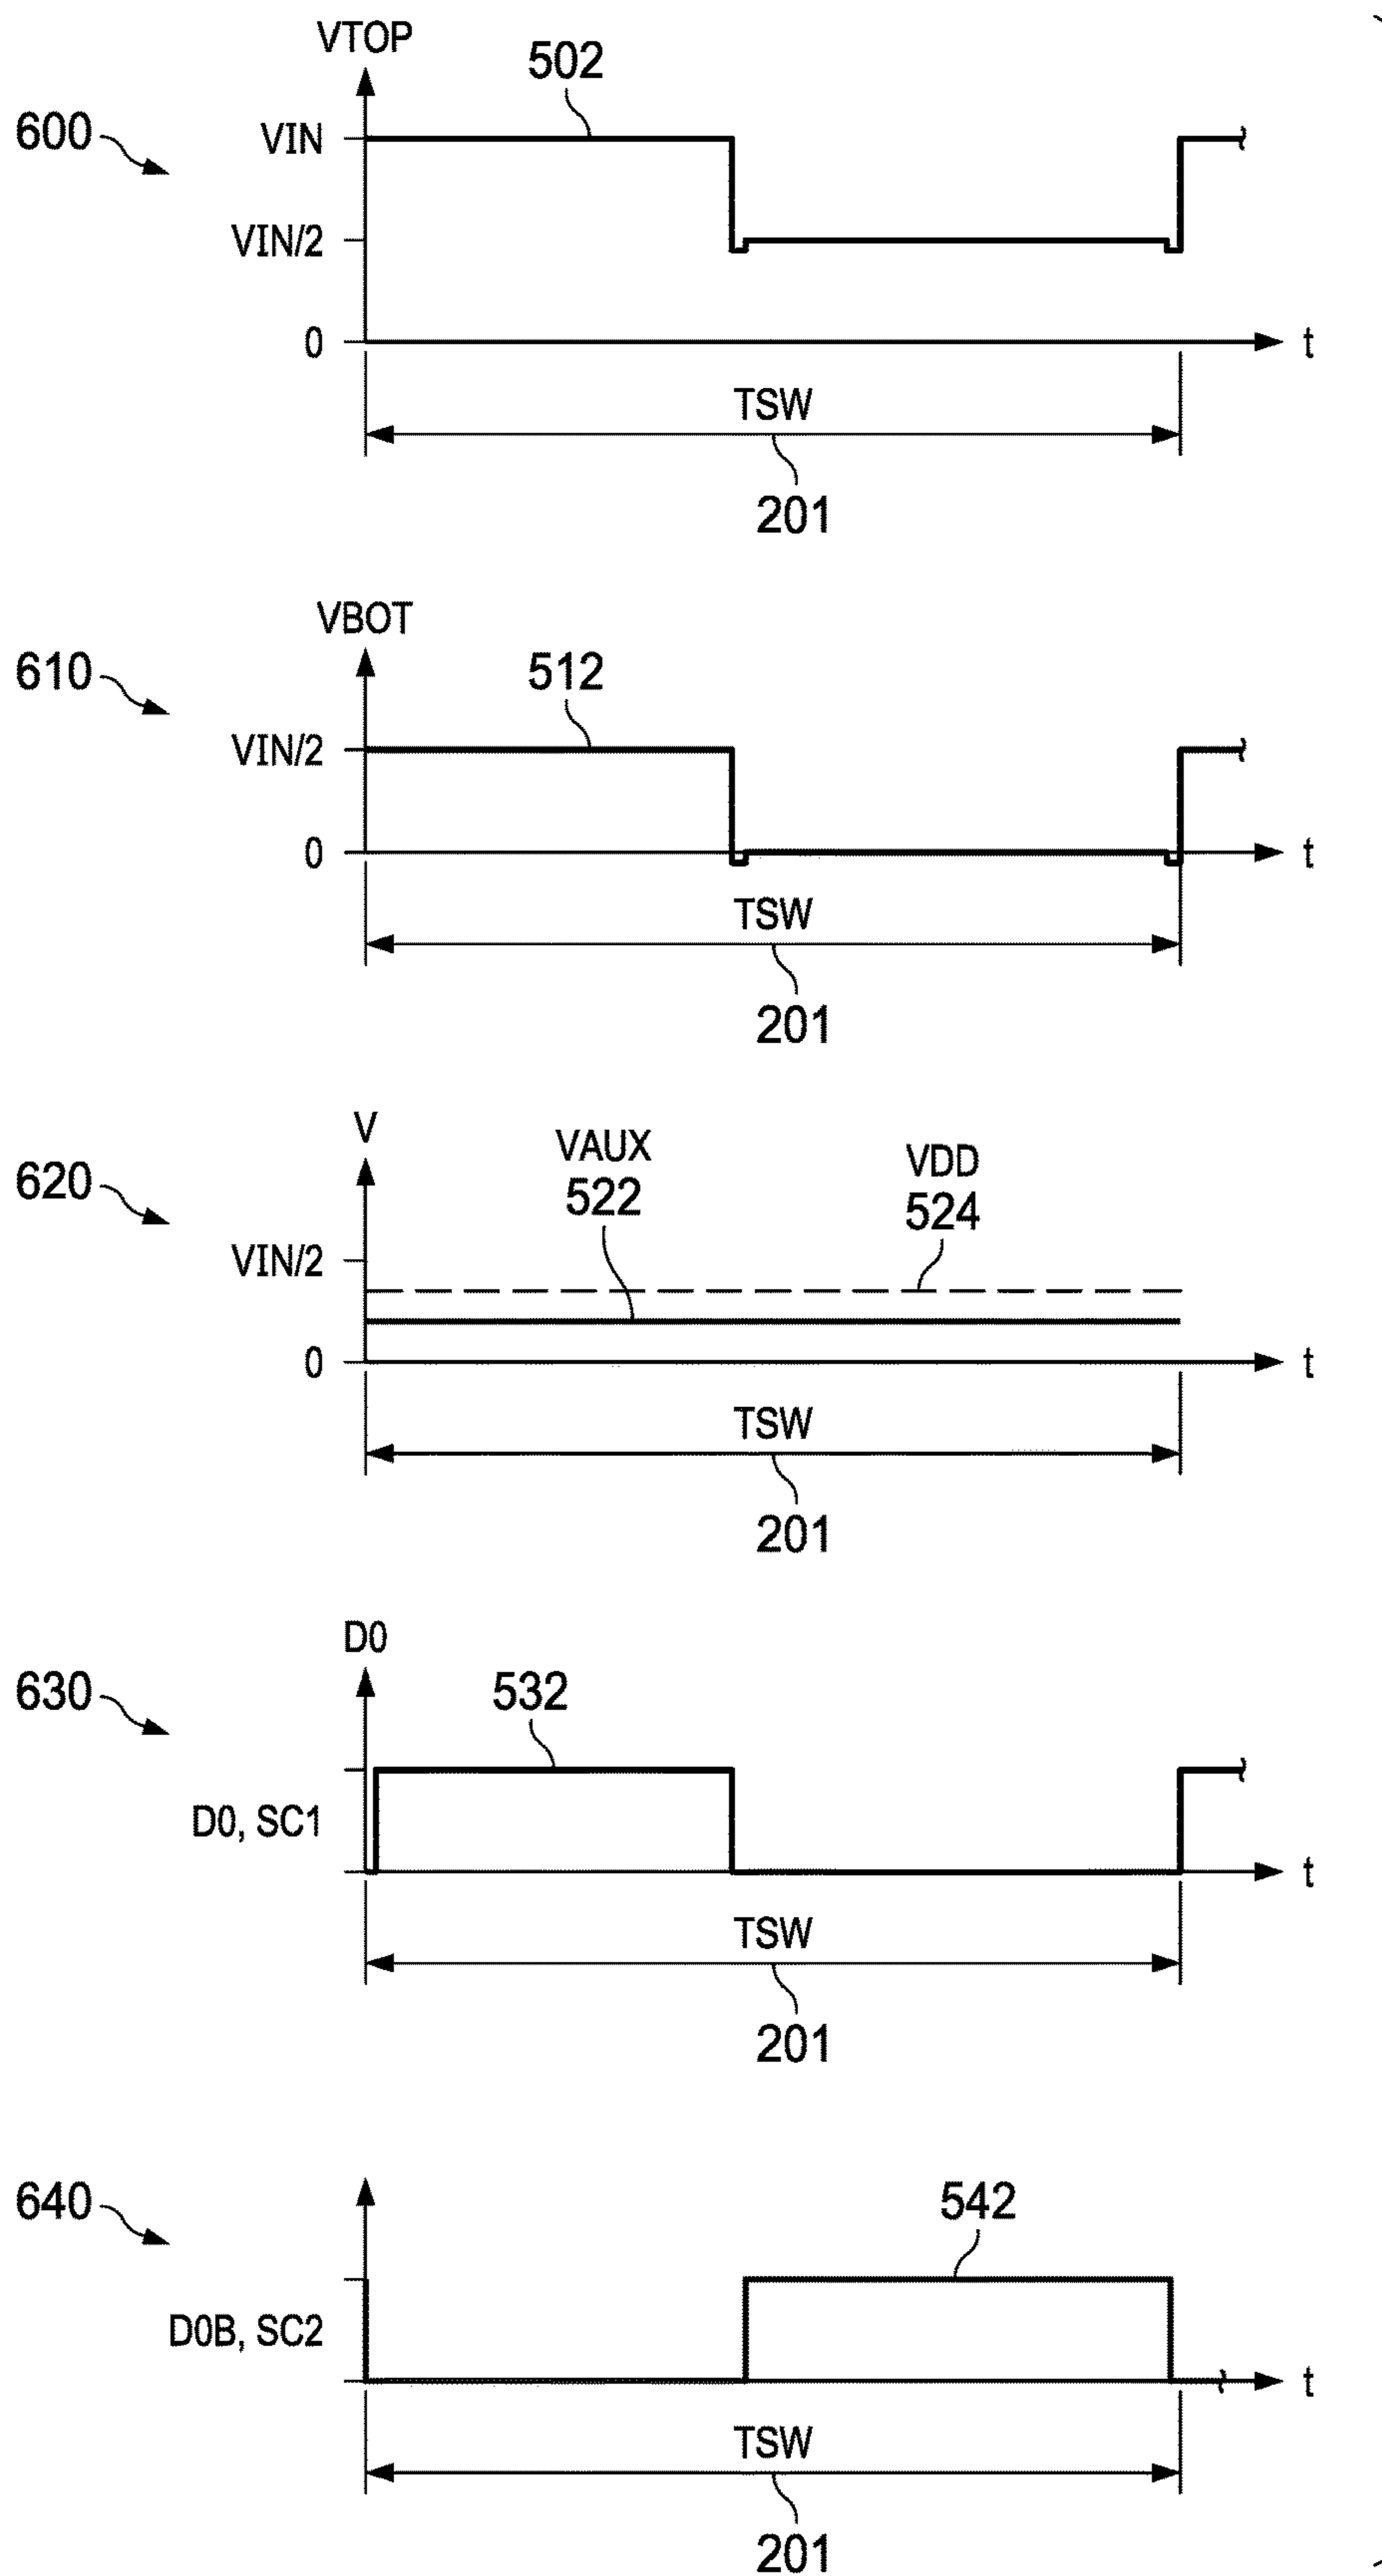 VTOP
502
600
VIN
VIN/2
0
t
TSW
201
VBOT
610
512
VIN/2
0
t
TSW
201
V
620
VAUX
522
VDD
524
VIN/2
0
t
TSW
201
D0
630
532
D0, SC1
t
TSW
201
640
542
D0B, SC2
t
TSW
201